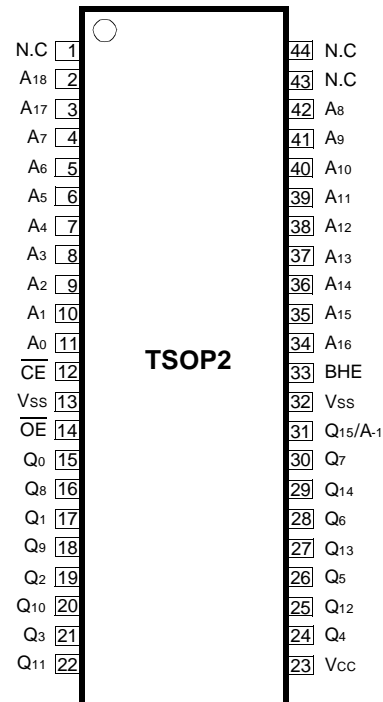 N.C 1 44 N.C
A18 2 43 N.C
A17 3 42 A8
A7 4 41 A9
A6 5 40 A10
A5 6 39 A11
A4 7 38 A12
A3 8 37 A13
A2 9 36 A14
A1 10 35 A15
A0 11 34 A16
TSOP2
CE 12 33 BHE
VSS 13 32 VSS
OE 14 31 Q15/A-1
Q0 15 30 Q7
Q8 16 29 Q14
Q1 17 28 Q6
Q9 18 27 Q13
Q2 19 26 Q5
Q10 20 25 Q12
Q3 21 24 Q4
Q11 22 23 VCC